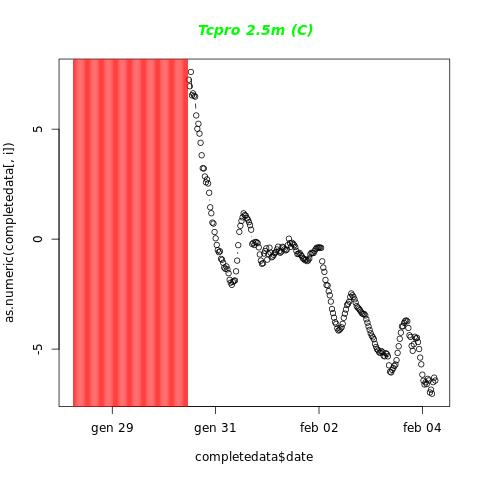 Tcpro 2.5m (C)
as.numeric(completedata[, i])
5
0
-5
gen 29
gen 31
feb 02
feb 04
completedata$date